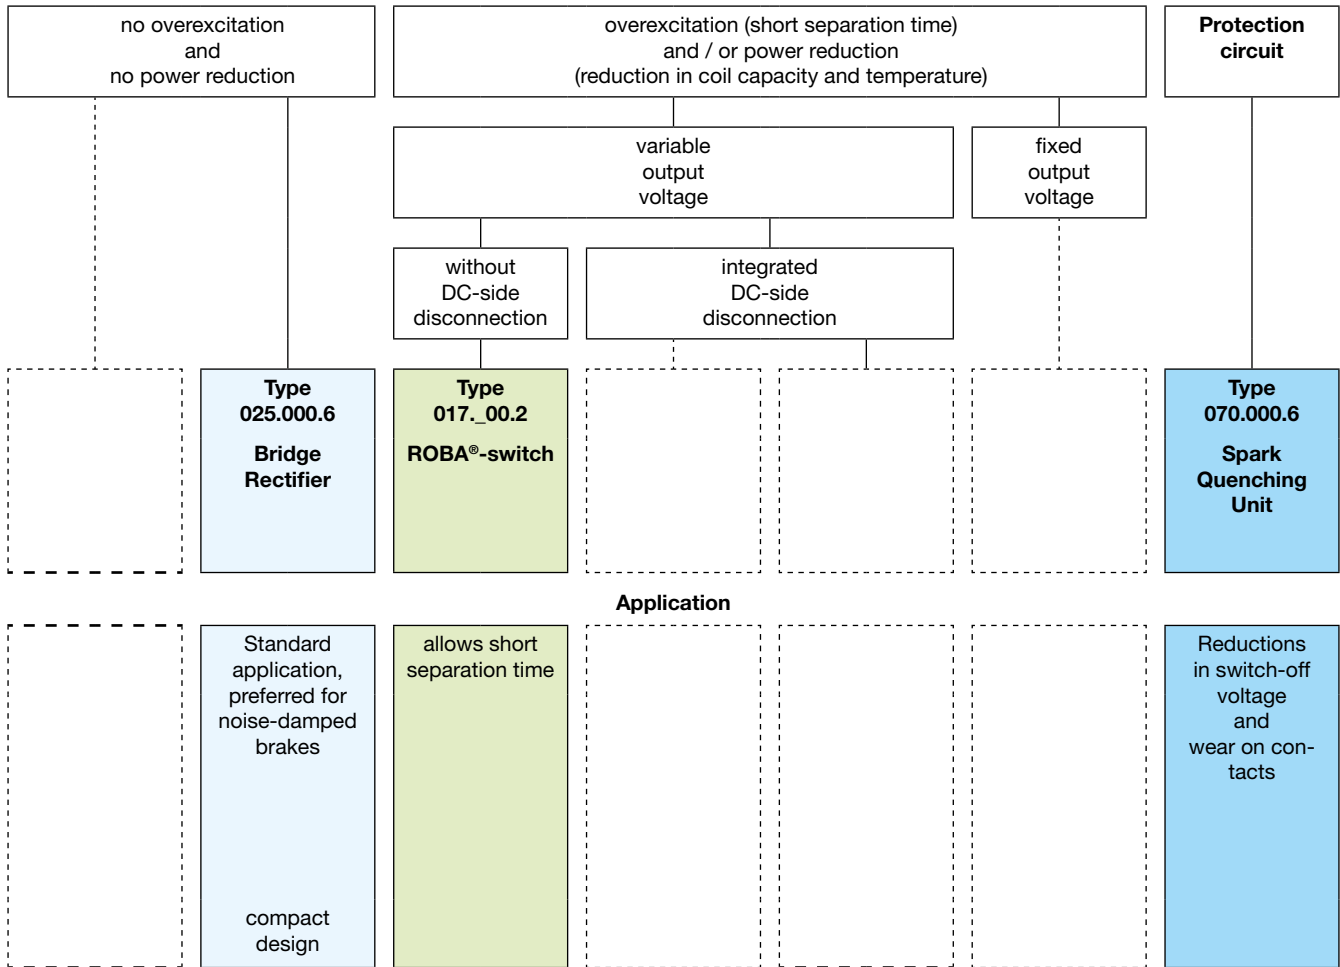 no overexcitation
and
no power reduction
overexcitation (short separation time)
and / or power reduction
(reduction in coil capacity and temperature)
Protection
circuit
variable
output
voltage
fixed
output
voltage
without
DC-side
disconnection
integrated
DC-side
disconnection
Type
025.000.6
Bridge
Rectifier
Type
017._00.2
ROBA®-switch
Type
070.000.6
Spark
Quenching
Unit
Application
Standard
application,
preferred for
noise-damped
brakes
compact
design
allows short
separation time
Reductions
in switch-off
voltage
and
wear on con-
tacts